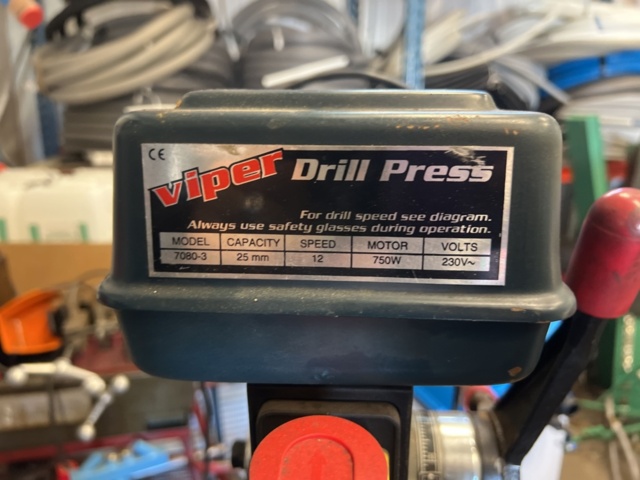 CE
viper Drill Press
For drill speed see diagram.
Always use safety glasses during operation.
MODEL CAPACITY SPEED MOTOR VOLTS
7080-3 25 mm 12 750W 230V~